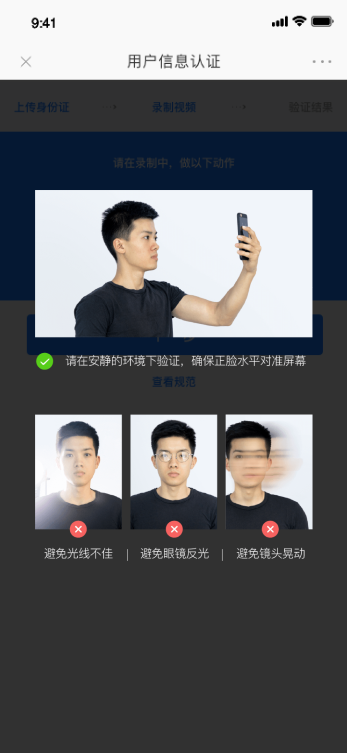 9:41
用户信息认证
上传身份证
录制视频
验证结果
请在录制中，做以下动作
请在安静的环境下验证，确保正脸水平对准屏幕
查看规范
避免光线不佳 | 避免眼镜反光 | 避免镜头晃动